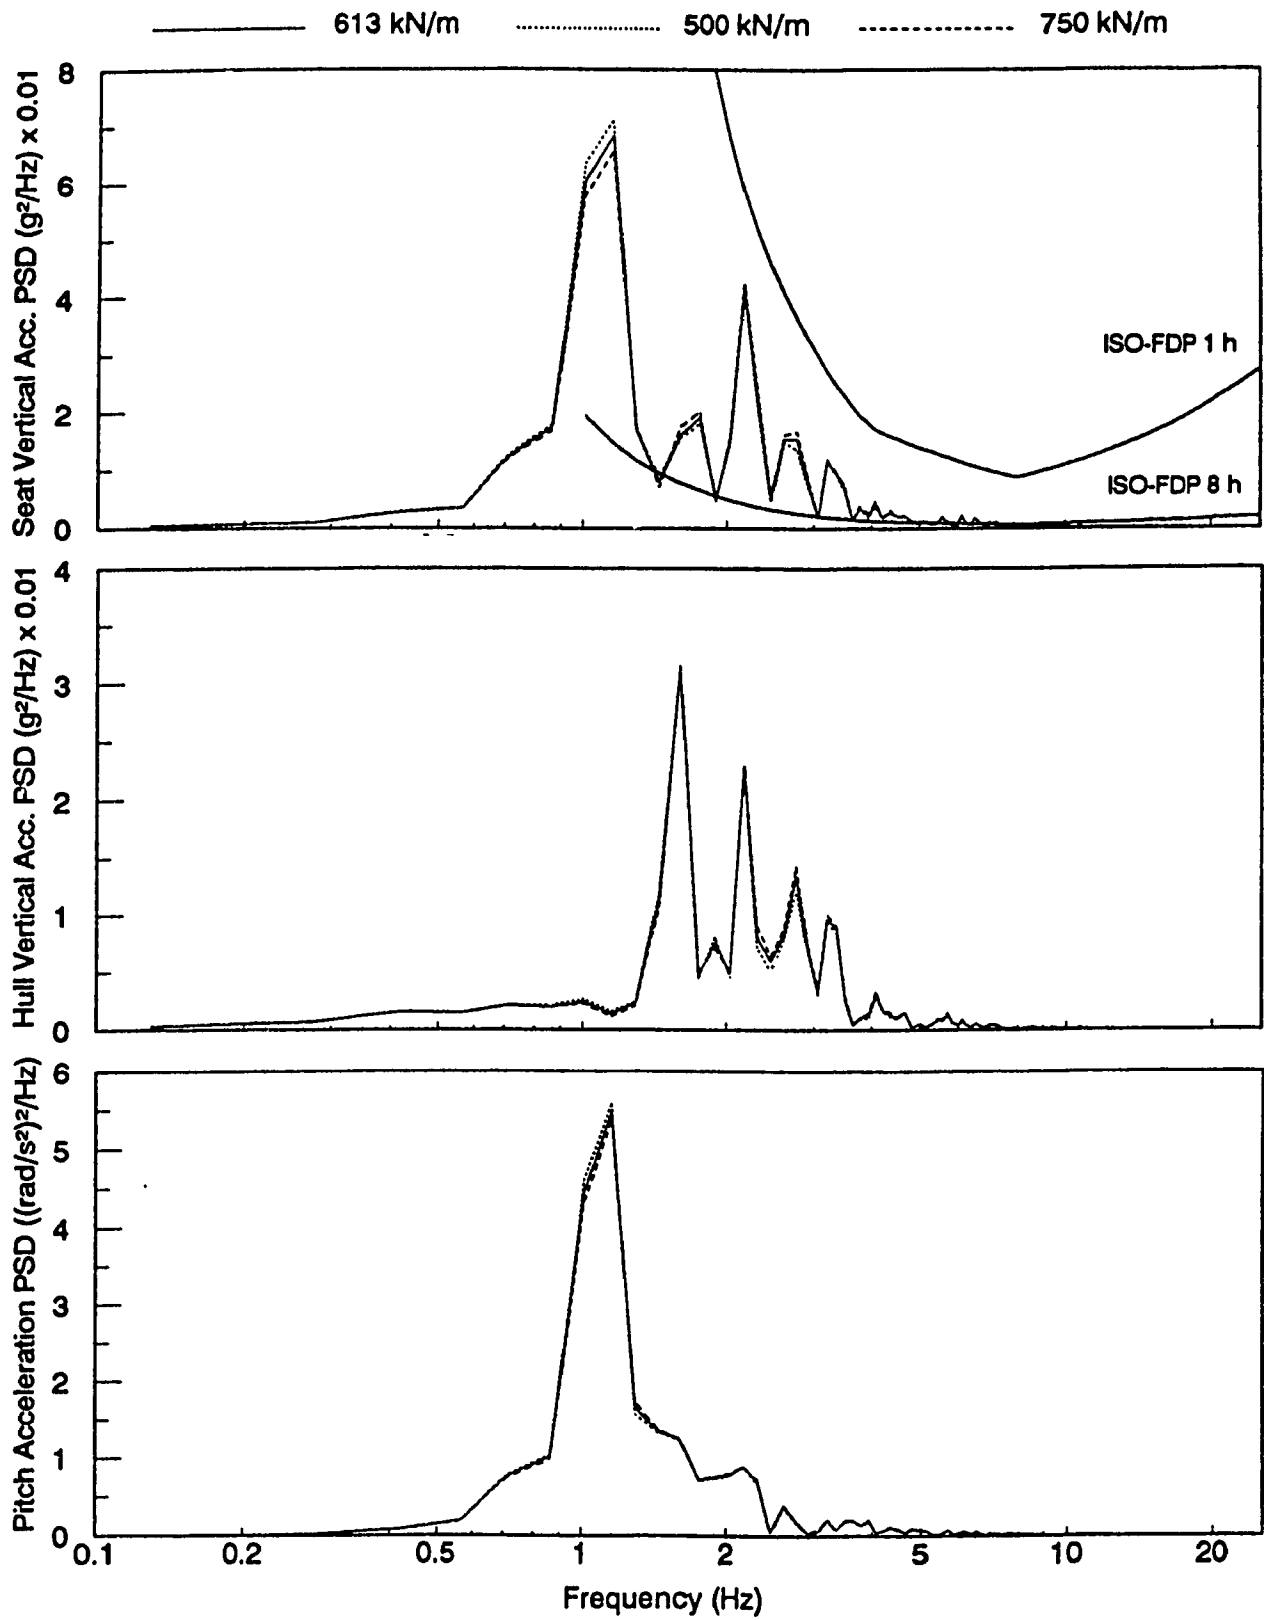 613 kN/m 500 kN/m 750 kN/m
Seat Vertical Acc. PSD (g²/Hz) x 0.01
8
6
4
2
0
ISO-FDP 1 h
ISO-FDP 8 h
Hull Vertical Acc. PSD (g²/Hz) x 0.01
4
3
2
1
0
Pitch Acceleration PSD ((rad/s²)²/Hz)
6
5
4
3
2
1
0
0.1 0.2 0.5 1 2 5 10 20
Frequency (Hz)